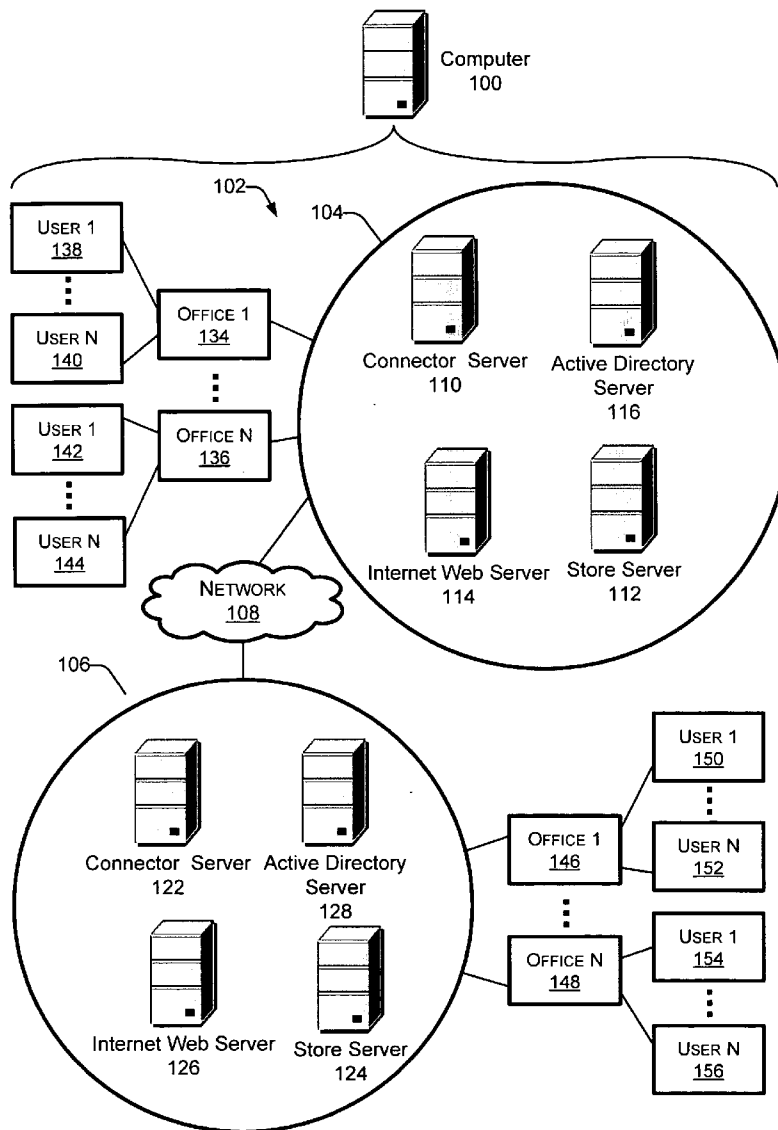 Computer
100
102
104
USER 1
138
USER N
140
USER 1
142
USER N
144
OFFICE 1
134
OFFICE N
136
Connector Server
110
Active Directory
Server
116
Internet Web Server
114
Store Server
112
NETWORK
108
106
Connector Server
122
Active Directory
Server
128
Internet Web Server
126
Store Server
124
OFFICE 1
146
OFFICE N
148
USER 1
150
USER N
152
USER 1
154
USER N
156